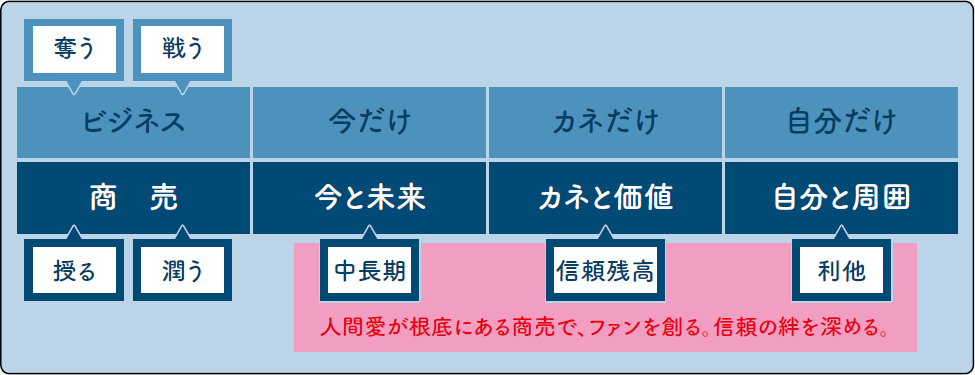 奪う 戦う
ビジネス 今だけ カネだけ 自分だけ
商 売 今と未来 カネと価値 自分と周囲
授る 潤う 中長期 信頼残高 利他
人間愛が根底にある商売で、ファンを創る。信頼の絆を深める。